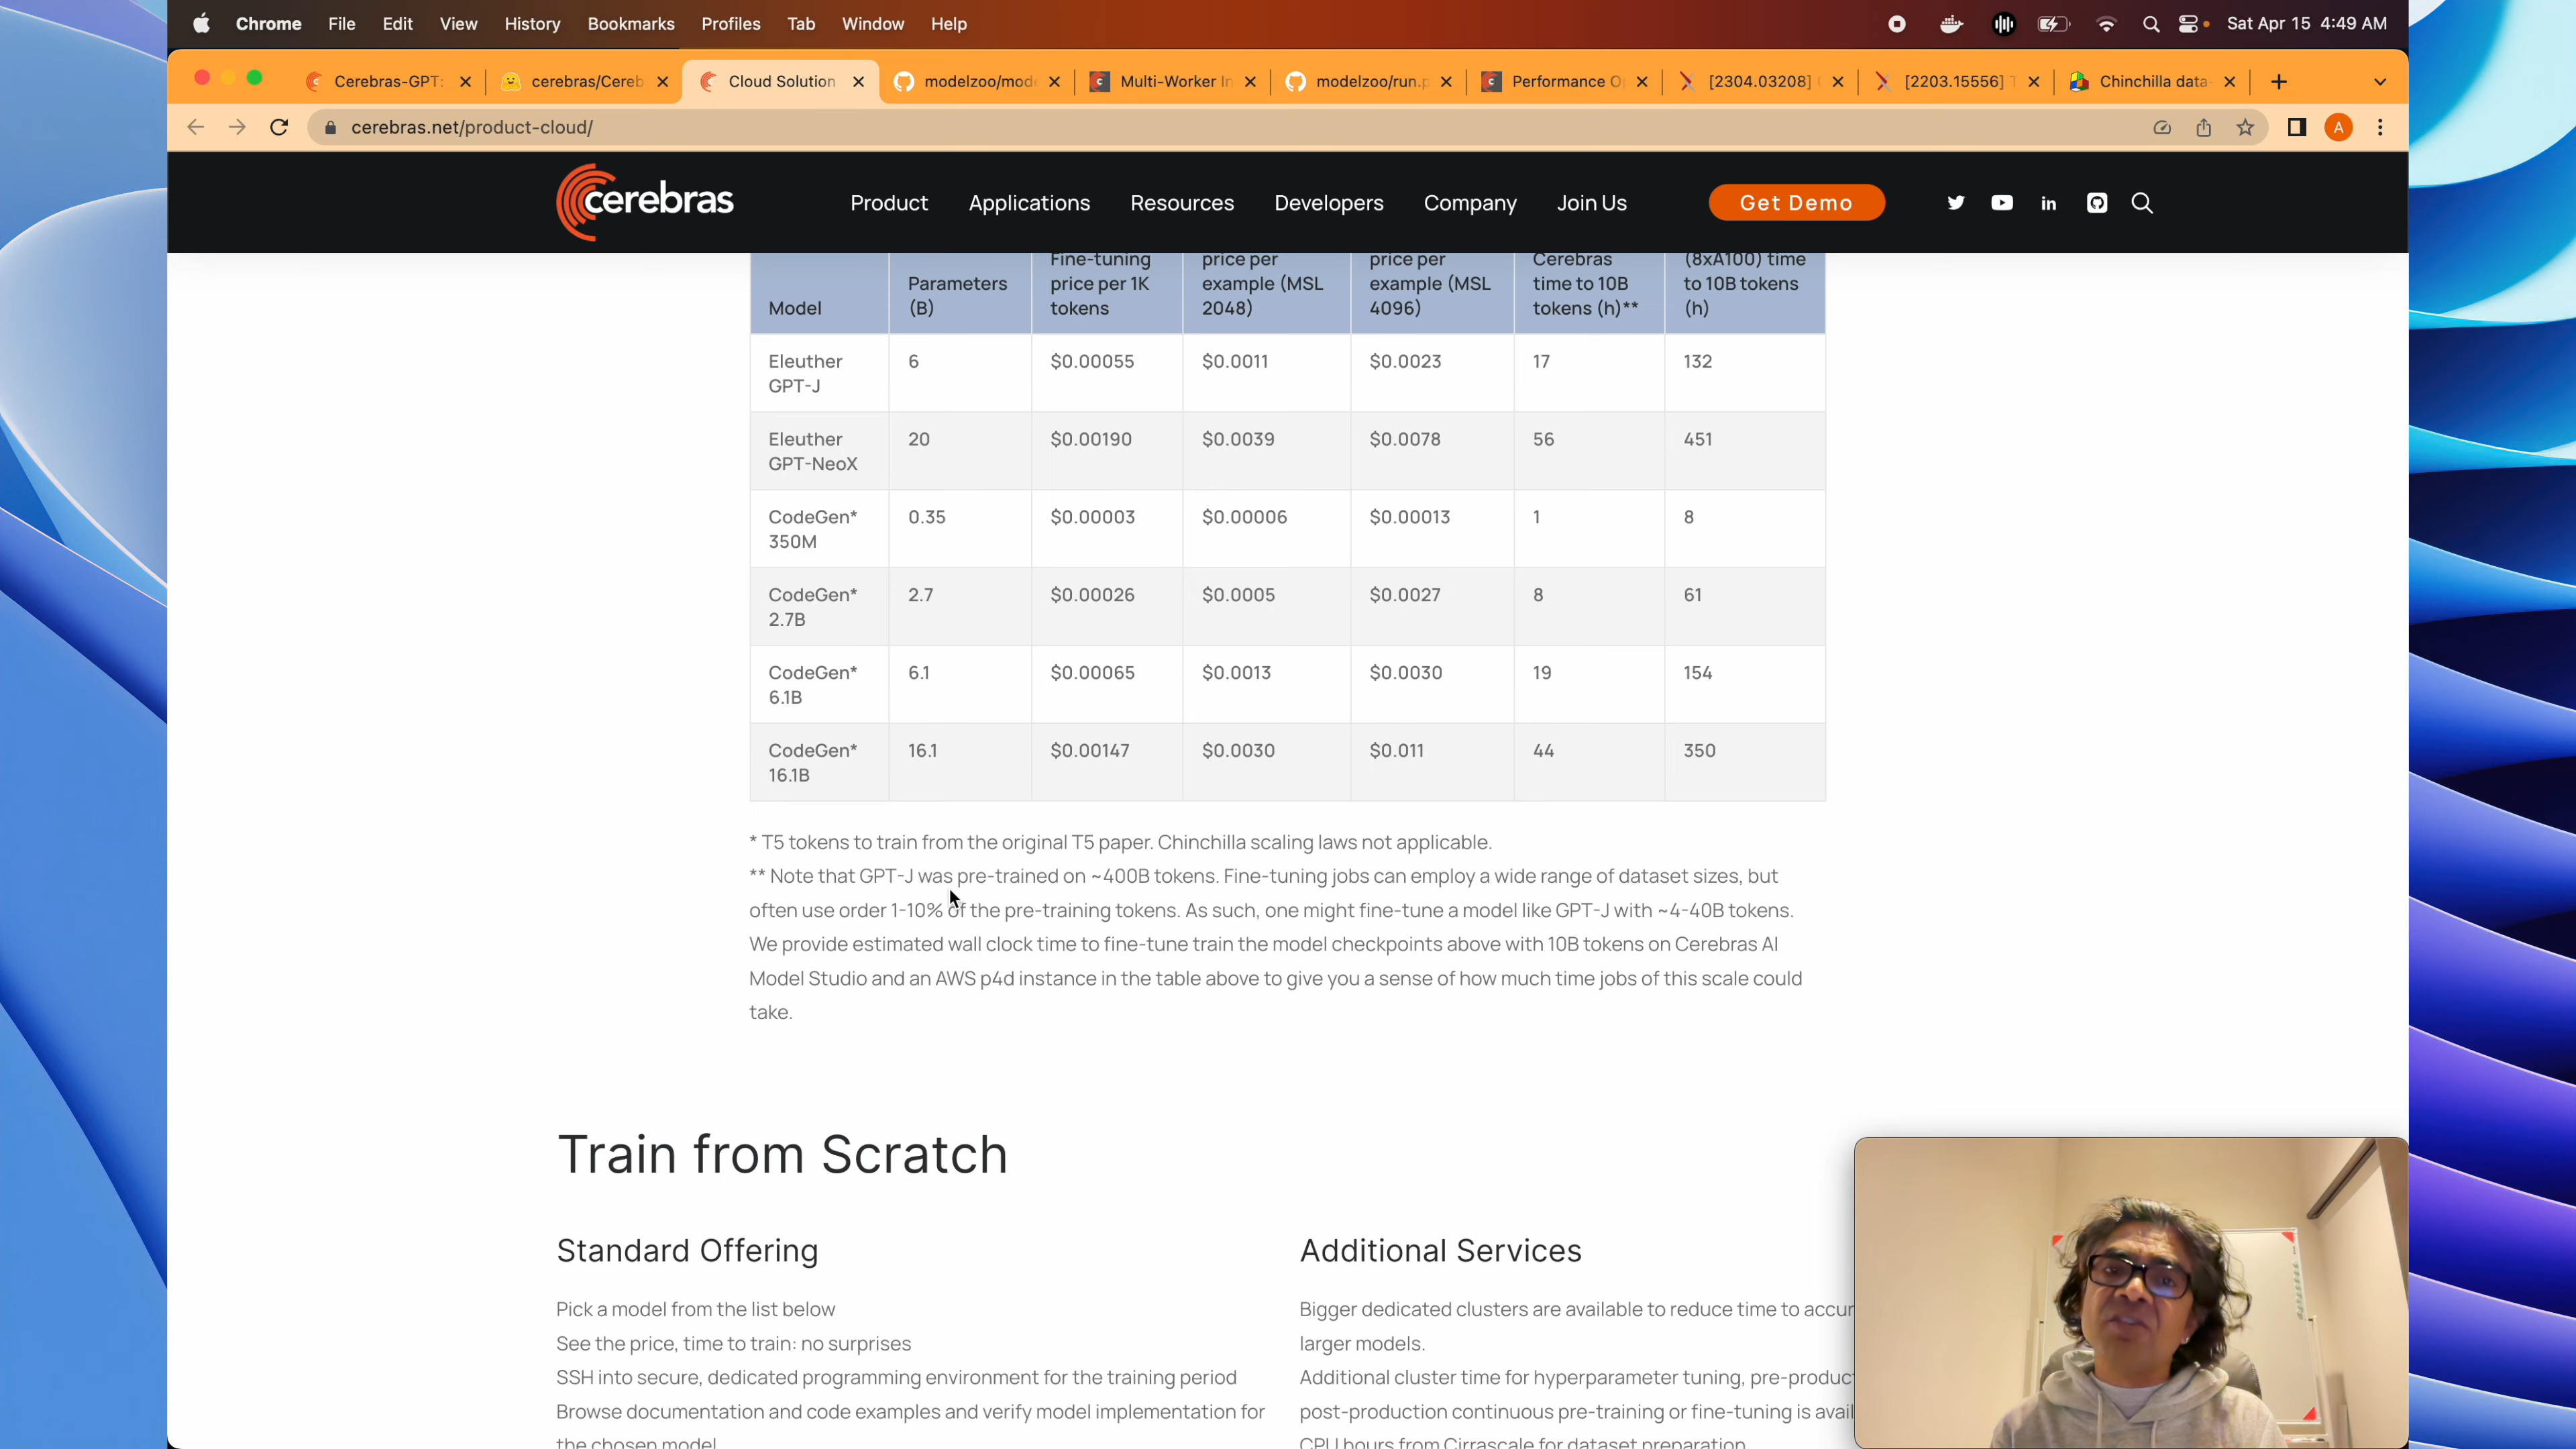 Chrome File Edit View History Bookmarks Profiles Tab Window Help Sat Apr 15 4:49 AM
Cerebras-GPT: cerebras/Cereb Cloud Solution modelzoo/mod Multi-Worker In modelzoo/run.p Performance O [2304.03208] [2203.15556] T Chinchilla data-
cerebras.net/product-cloud/ A
cerebras Product Applications Resources Developers Company Join Us Get Demo in
Fine-tuning price per price per Cerebras (8xA100) time
Parameters price per 1K example (MSL example (MSL time to 10B to 10B tokens
Model (B) tokens 2048) 4096) tokens (h)** (h)
Eleuther 6 $0.00055 $0.0011 $0.0023 17 132
GPT-J
Eleuther 20 $0.00190 $0.0039 $0.0078 56 451
GPT-NeoX
CodeGen* 0.35 $0.00003 $0.00006 $0.00013 1 8
350M
CodeGen* 2.7 $0.00026 $0.0005 $0.0027 8 61
2.7B
CodeGen* 6.1 $0.00065 $0.0013 $0.0030 19 154
6.1B
CodeGen* 16.1 $0.00147 $0.0030 $0.011 44 350
16.1B
* T5 tokens to train from the original T5 paper. Chinchilla scaling laws not applicable.
** Note that GPT-J was pre-trained on ~400B tokens. Fine-tuning jobs can employ a wide range of dataset sizes, but
often use order 1-10% of the pre-training tokens. As such, one might fine-tune a model like GPT-J with ~4-40B tokens.
We provide estimated wall clock time to fine-tune train the model checkpoints above with 10B tokens on Cerebras AI
Model Studio and an AWS p4d instance in the table above to give you a sense of how much time jobs of this scale could
take.
Train from Scratch
Standard Offering
Pick a model from the list below
See the price, time to train: no surprises
SSH into secure, dedicated programming environment for the training period
Browse documentation and code examples and verify model implementation for
the chosen model
Additional Services
Bigger dedicated clusters are available to reduce time to accur
larger models.
Additional cluster time for hyperparameter tuning, pre-produc
post-production continuous pre-training or fine-tuning is avail
CPU hours from Cirrascale for dataset preparation